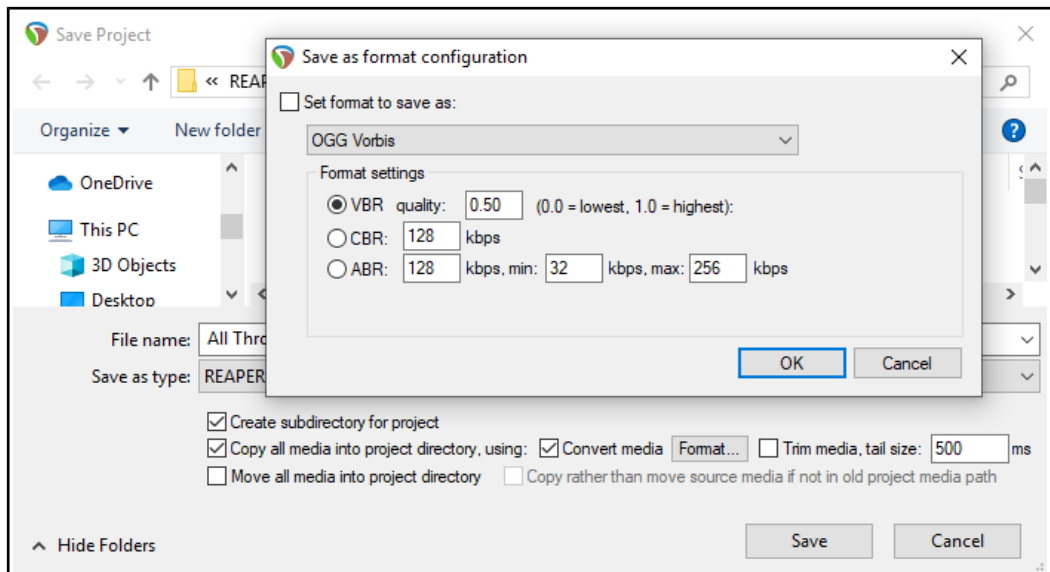 Save Project
Save as format configuration
« REAP
Set format to save as:
Organize
New folder
OGG Vorbis
Format settings
OneDrive
VBR quality: 0.50 (0.0 = lowest, 1.0 = highest):
This PC
CBR: 128 kbps
3D Objects
ABR: 128 kbps, min: 32 kbps, max: 256 kbps
Desktop
File name: All Thro
OK Cancel
Save as type: REAPER
Create subdirectory for project
Copy all media into project directory, using: Convert media Format... Trim media, tail size: 500 ms
Move all media into project directory Copy rather than move source media if not in old project media path
Hide Folders Save Cancel